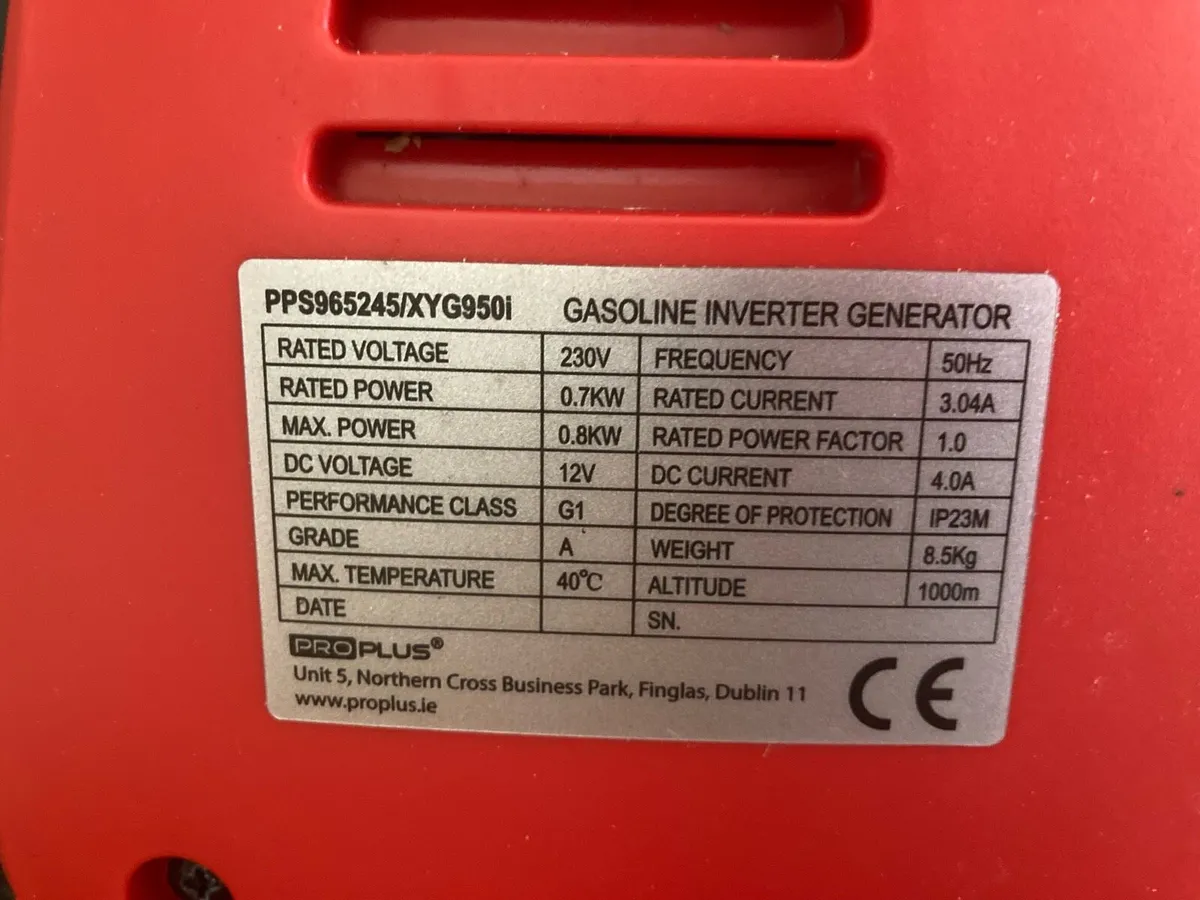 PPS965245/XYG950i GASOLINE INVERTER GENERATOR
RATED VOLTAGE 230V FREQUENCY 50Hz
RATED POWER 0.7KW RATED CURRENT 3.04A
MAX. POWER 0.8KW RATED POWER FACTOR 1.0
DC VOLTAGE 12V DC CURRENT 4.0A
PERFORMANCE CLASS G1 DEGREE OF PROTECTION IP23M
GRADE A WEIGHT 8.5Kg
MAX. TEMPERATURE 40℃ ALTITUDE 1000m
DATE SN.
PROPLUS®
Unit 5, Northern Cross Business Park, Finglas, Dublin 11
www.proplus.ie
CE